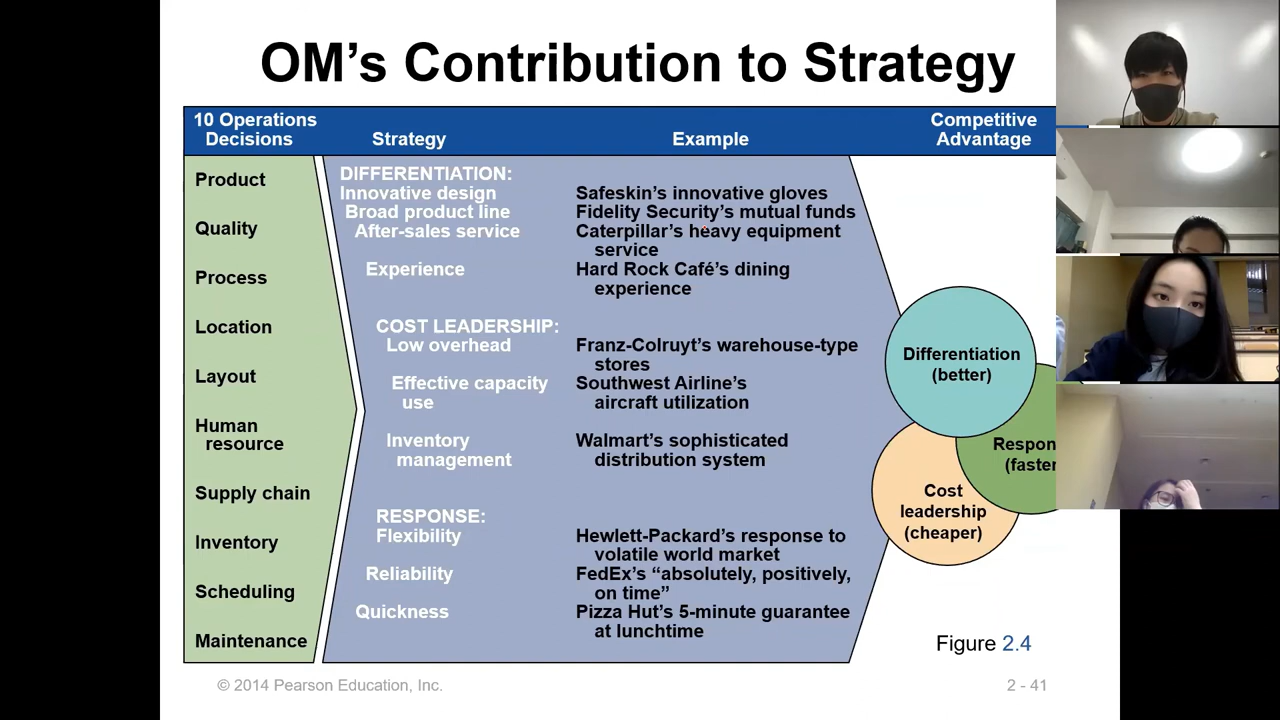 OM’s Contribution to Strategy
10 Operations
Decisions
Strategy
Example
Competitive
Advantage
Product
Quality
Process
Location
Layout
Human
resource
Supply chain
Inventory
Scheduling
Maintenance
DIFFERENTIATION:
Innovative design
Safeskin’s innovative gloves
Broad product line
Fidelity Security’s mutual funds
After-sales service
Caterpillar’s heavy equipment
service
Experience
Hard Rock Café’s dining
experience
COST LEADERSHIP:
Low overhead
Franz-Colruyt’s warehouse-type
stores
Effective capacity
use
Southwest Airline’s
aircraft utilization
Inventory
management
Walmart’s sophisticated
distribution system
RESPONSE:
Flexibility
Hewlett-Packard’s response to
volatile world market
Reliability
FedEx’s “absolutely, positively,
on time”
Quickness
Pizza Hut’s 5-minute guarantee
at lunchtime
Differentiation
(better)
Respon
(faster
Cost
leadership
(cheaper)
Figure 2.4
© 2014 Pearson Education, Inc.
2 - 41